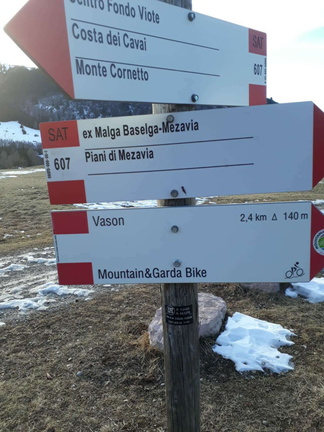 Centro Fondo Viote
Costa dei Cavai
Monte Cornetto
SAT
607
SAT
607
ex Malga Baselga-Mezavia
Piani di Mezavia
Vason 2,4 km Δ 140 m
Mountain&Garda Bike